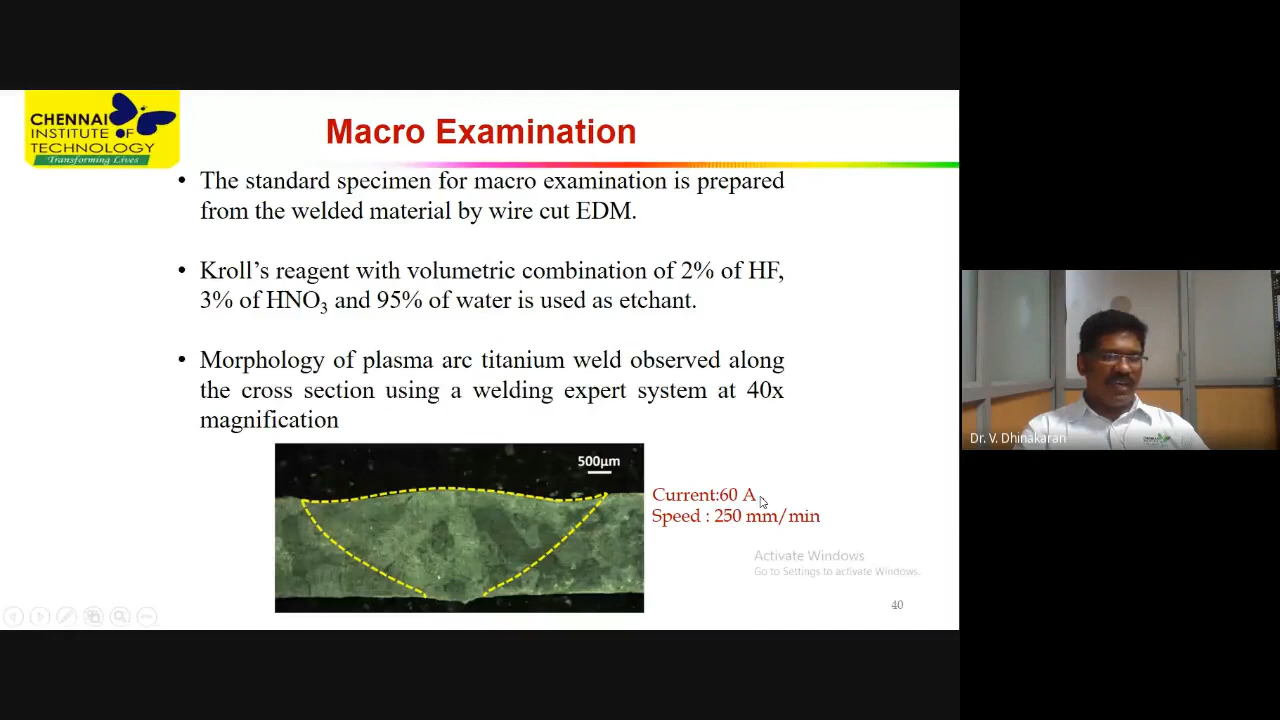 CHENNAI
INSTITUTE OF
TECHNOLOGY
Transforming Lives
Macro Examination
• The standard specimen for macro examination is prepared
from the welded material by wire cut EDM.
• Kroll’s reagent with volumetric combination of 2% of HF,
3% of HNO₃ and 95% of water is used as etchant.
• Morphology of plasma arc titanium weld observed along
the cross section using a welding expert system at 40x
magnification
500µm
Current:60 A
Speed : 250 mm/min
Activate Windows
Go to Settings to activate Windows.
40
Dr. V. Dhinakaran